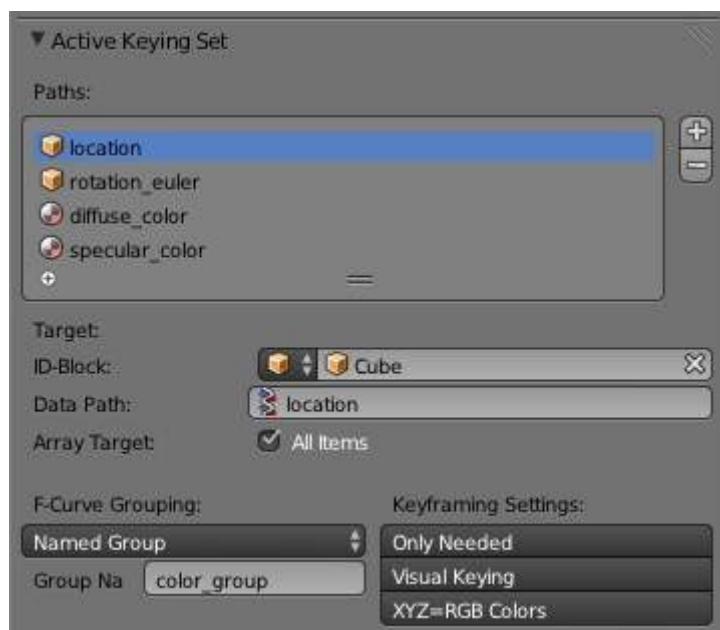 Active Keying Set
Paths:
location
rotation_euler
diffuse_color
specular_color
Target:
ID-Block: Cube
Data Path: location
Array Target: All Items
F-Curve Grouping: Keyframing Settings:
Named Group Only Needed
Group Na color_group Visual Keying
XYZ=RGB Colors